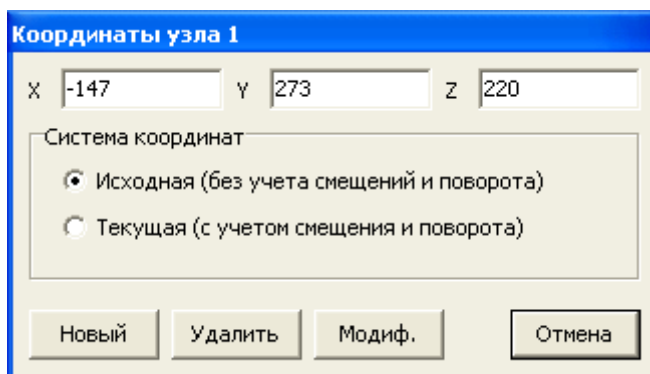 Координаты узла 1
X -147 Y 273 Z 220
Система координат
Исходная (без учета смещений и поворота)
Текущая (с учетом смещения и поворота)
Новый Удалить Модиф. Отмена